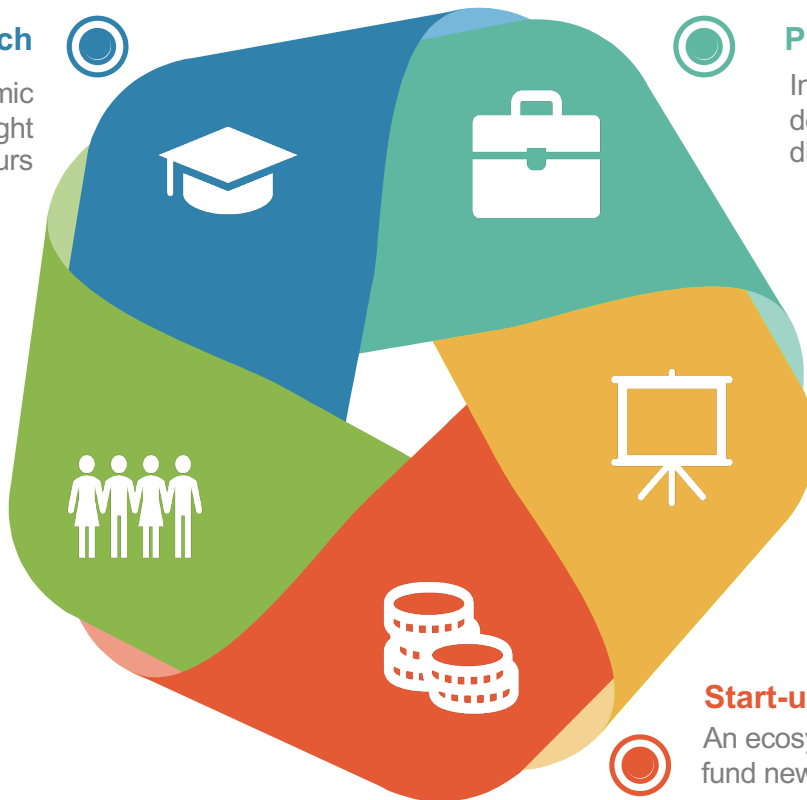 ch
mic
ght
urs
P
In
de
di
Start-u
An ecosy
fund new